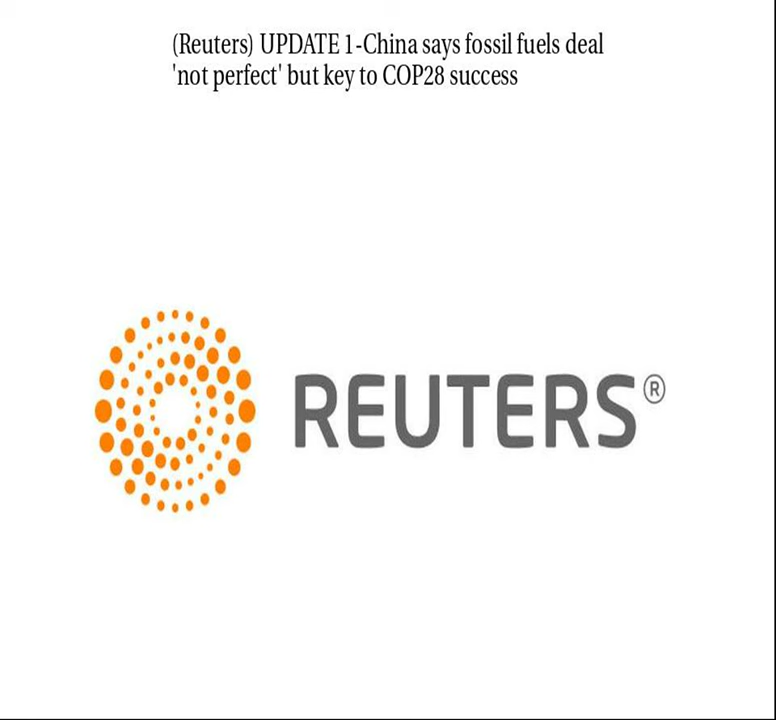 (Reuters) UPDATE 1-China says fossil fuels deal
'not perfect' but key to COP28 success
REUTERS®